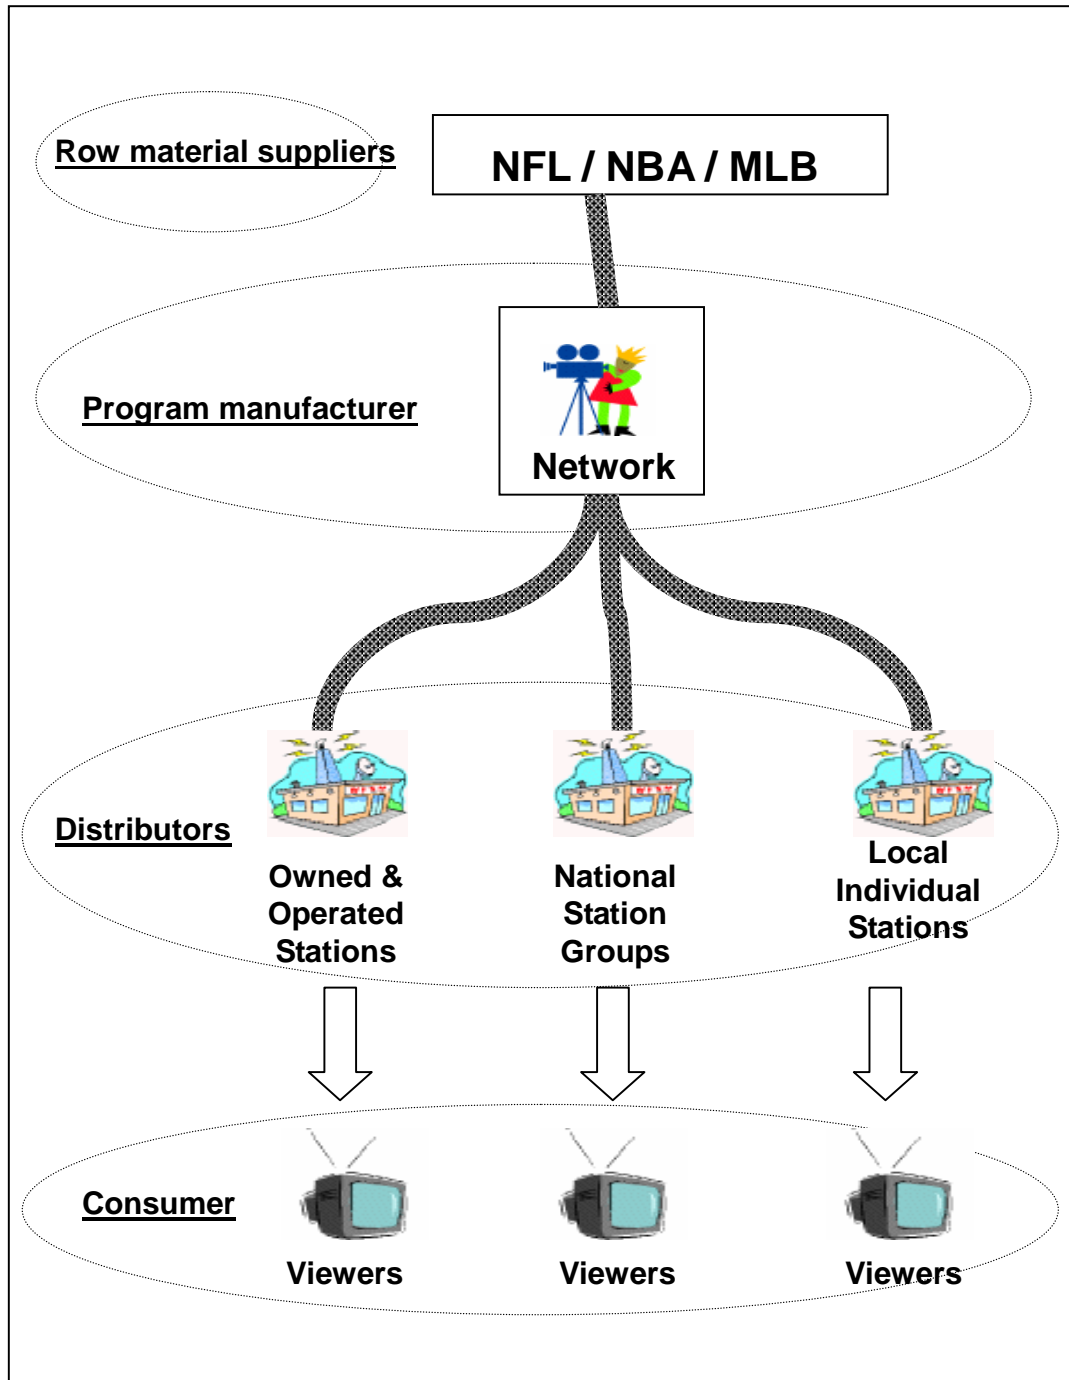 Row material suppliers
NFL / NBA / MLB
Program manufacturer
Network
Distributors
Owned &
Operated
Stations
National
Station
Groups
Local
Individual
Stations
Consumer
Viewers
Viewers
Viewers